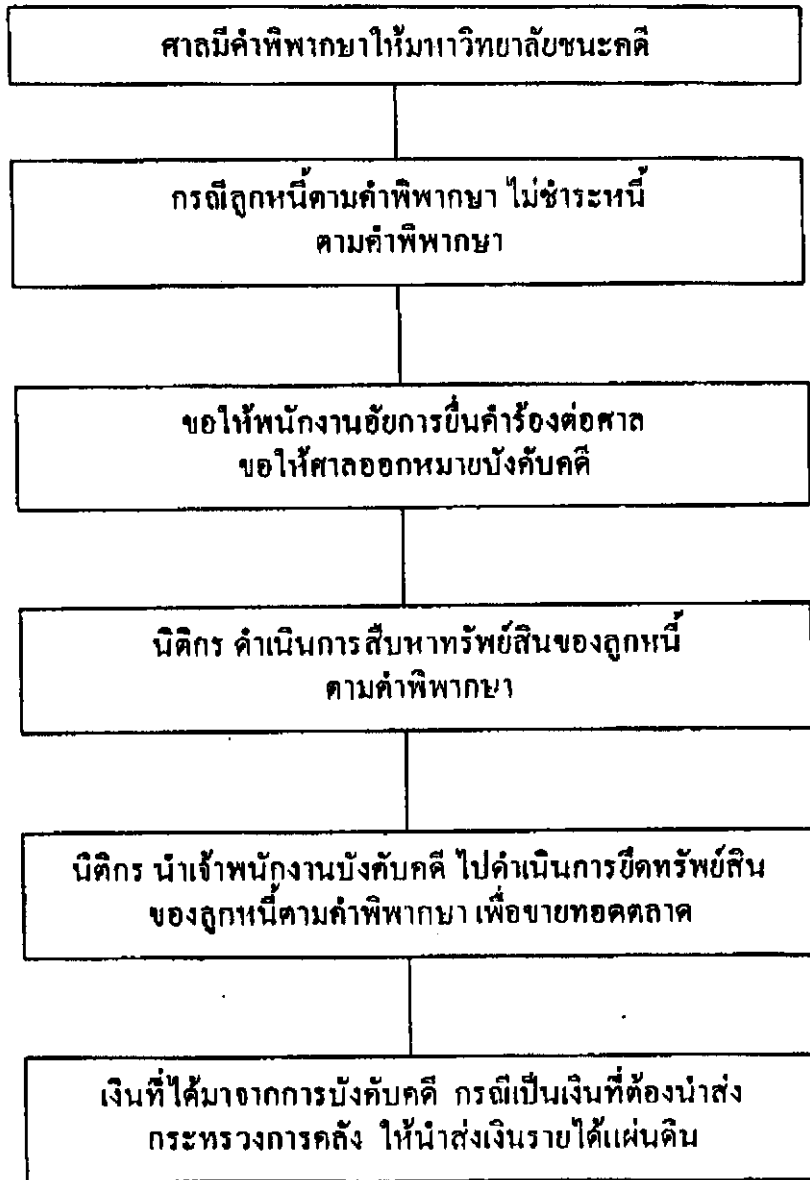 ศาลมีคำพิพากษาให้มหาวิทยาลัยชนะคดี
กรณีลูกหนี้ตามคำพิพากษา ไม่ชำระหนี้
ตามคำพิพากษา
ขอให้พนักงานอัยการยื่นคำร้องต่อศาล
ขอให้ศาลออกหมายบังคับคดี
นิติกร ดำเนินการสืบหาทรัพย์สินของลูกหนี้
ตามคำพิพากษา
นิติกร นำเจ้าพนักงานบังคับคดี ไปดำเนินการยึดทรัพย์สิน
ของลูกหนี้ตามคำพิพากษา เพื่อขายทอดตลาด
เงินที่ได้มาจากการบังคับคดี กรณีเป็นเงินที่ต้องนำส่ง
กระทรวงการคลัง ให้นำส่งเงินรายได้แผ่นดิน